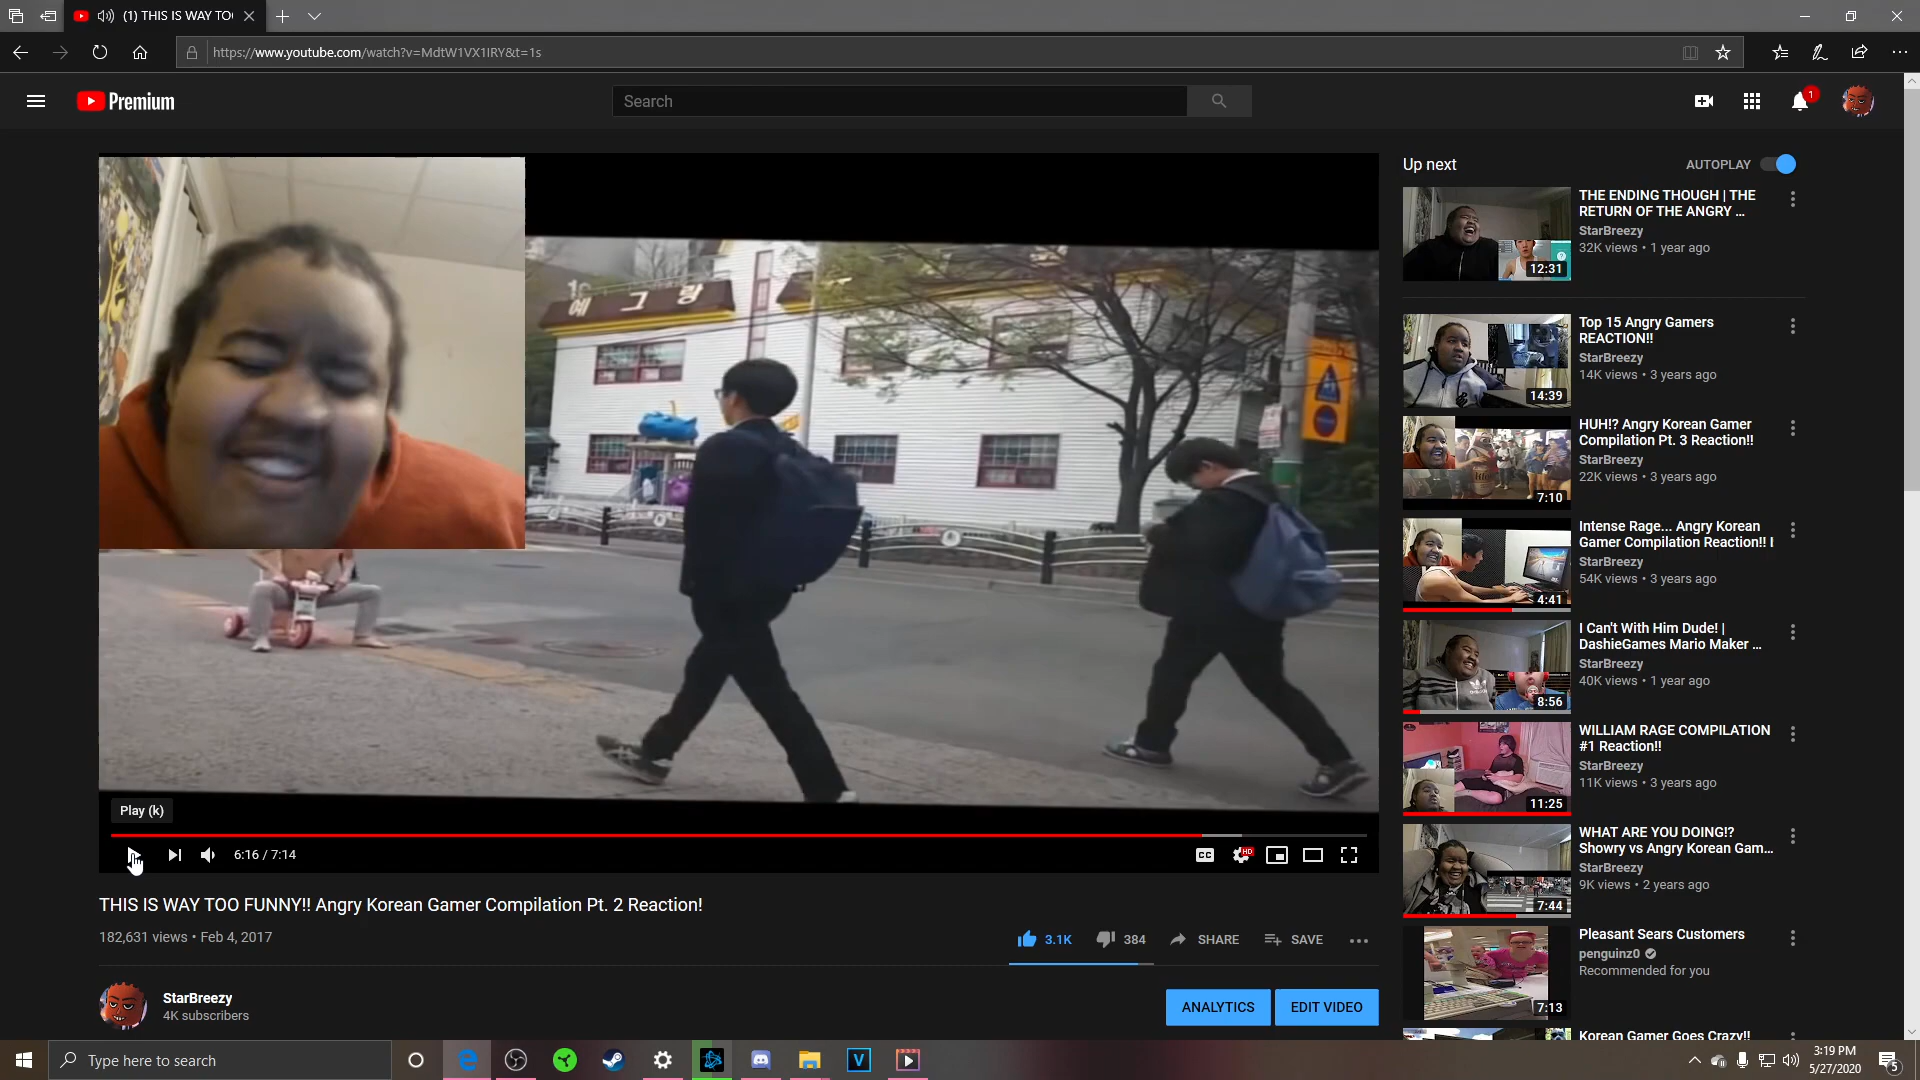 (1) THIS IS WAY TO
https://www.youtube.com/watch?v=MdtW1VX1IRY&t=1s
Premium
Search
1
예그랑
Play (k)
6:16 / 7:14
CC
HD
THIS IS WAY TOO FUNNY!! Angry Korean Gamer Compilation Pt. 2 Reaction!
182,631 views • Feb 4, 2017
3.1K
384
SHARE
SAVE
StarBreezy
4K subscribers
ANALYTICS
EDIT VIDEO
Up next
AUTOPLAY
THE ENDING THOUGH | THE
RETURN OF THE ANGRY ...
StarBreezy
32K views • 1 year ago
12:31
Top 15 Angry Gamers
REACTION!!
StarBreezy
14K views • 3 years ago
14:39
HUH!? Angry Korean Gamer
Compilation Pt. 3 Reaction!!
StarBreezy
22K views • 3 years ago
7:10
Intense Rage... Angry Korean
Gamer Compilation Reaction!! I
StarBreezy
54K views • 3 years ago
4:41
I Can't With Him Dude! |
DashieGames Mario Maker ...
StarBreezy
40K views • 1 year ago
8:56
WILLIAM RAGE COMPILATION
#1 Reaction!!
StarBreezy
11K views • 3 years ago
11:25
WHAT ARE YOU DOING!?
Showry vs Angry Korean Gam...
StarBreezy
9K views • 2 years ago
7:44
Pleasant Sears Customers
penguinz0
Recommended for you
7:13
Korean Gamer Goes Crazy!!
Type here to search
V
3:19 PM
5/27/2020
5